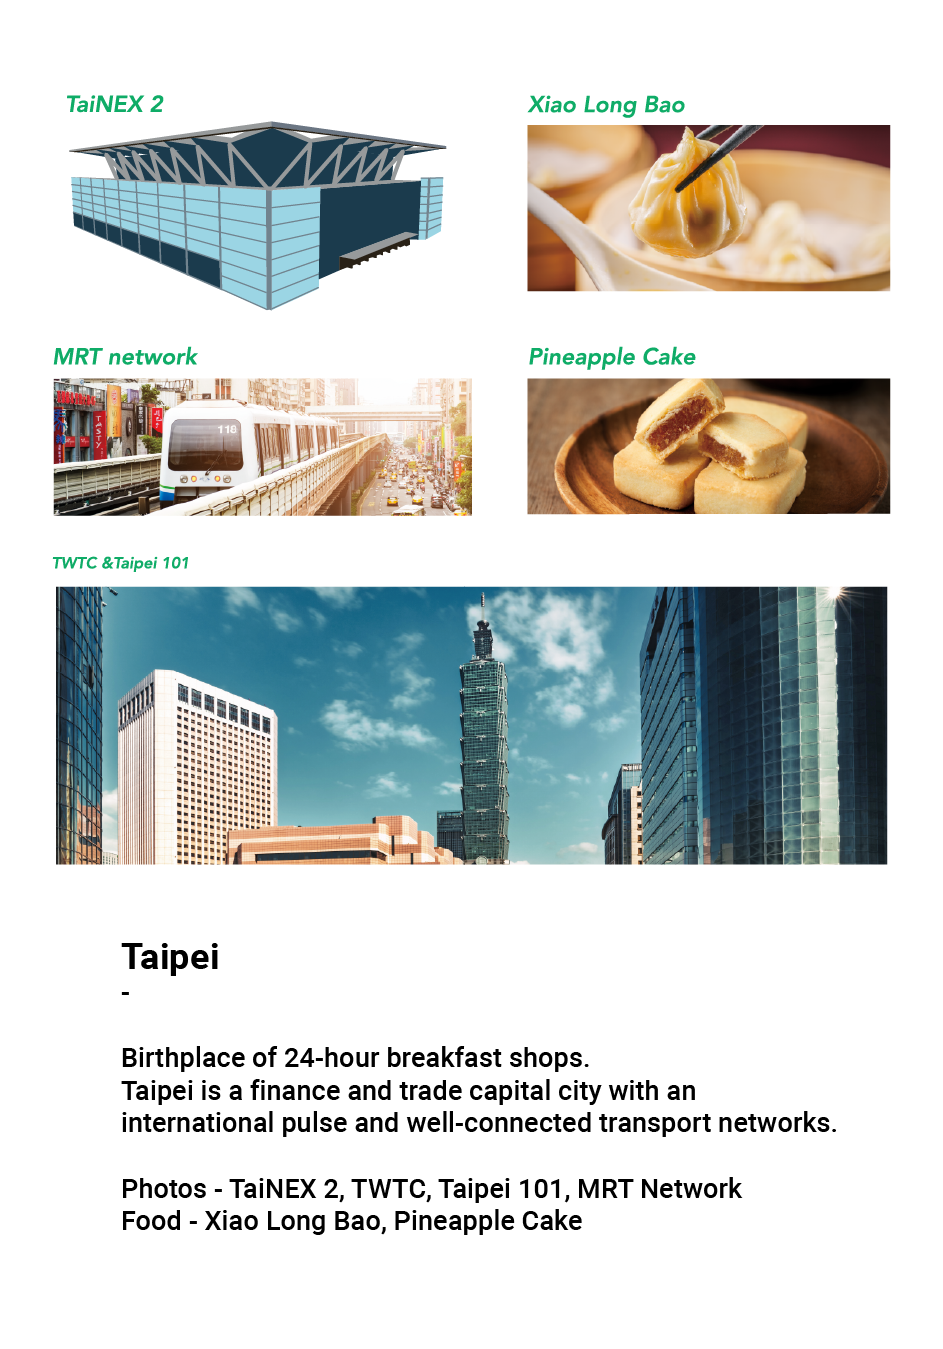 TaiNEX 2
Xiao Long Bao
MRT network
Pineapple Cake
118
TASTY
TWTC &Taipei 101
Taipei
-
Birthplace of 24-hour breakfast shops.
Taipei is a finance and trade capital city with an
international pulse and well-connected transport networks.
Photos - TaiNEX 2, TWTC, Taipei 101, MRT Network
Food - Xiao Long Bao, Pineapple Cake